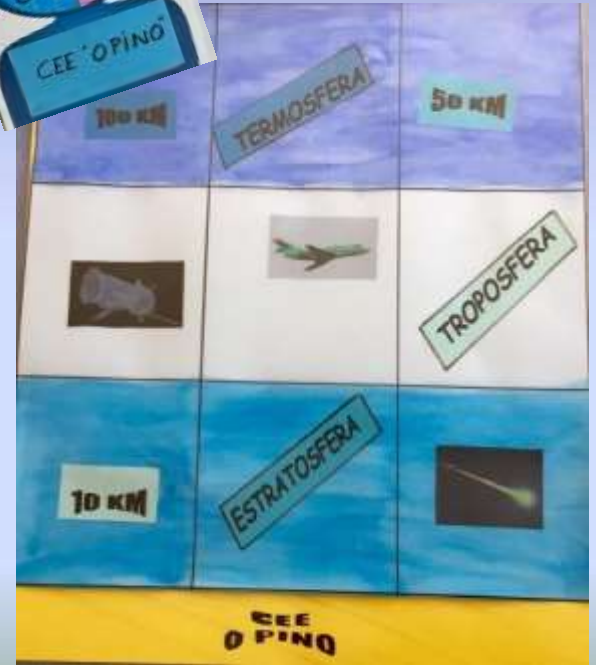 CEE "O PINO"
100 KM
TERMOSFERA
50 KM
TROPOSFERA
10 KM
ESTRATOSFERA
CEE
O PINO